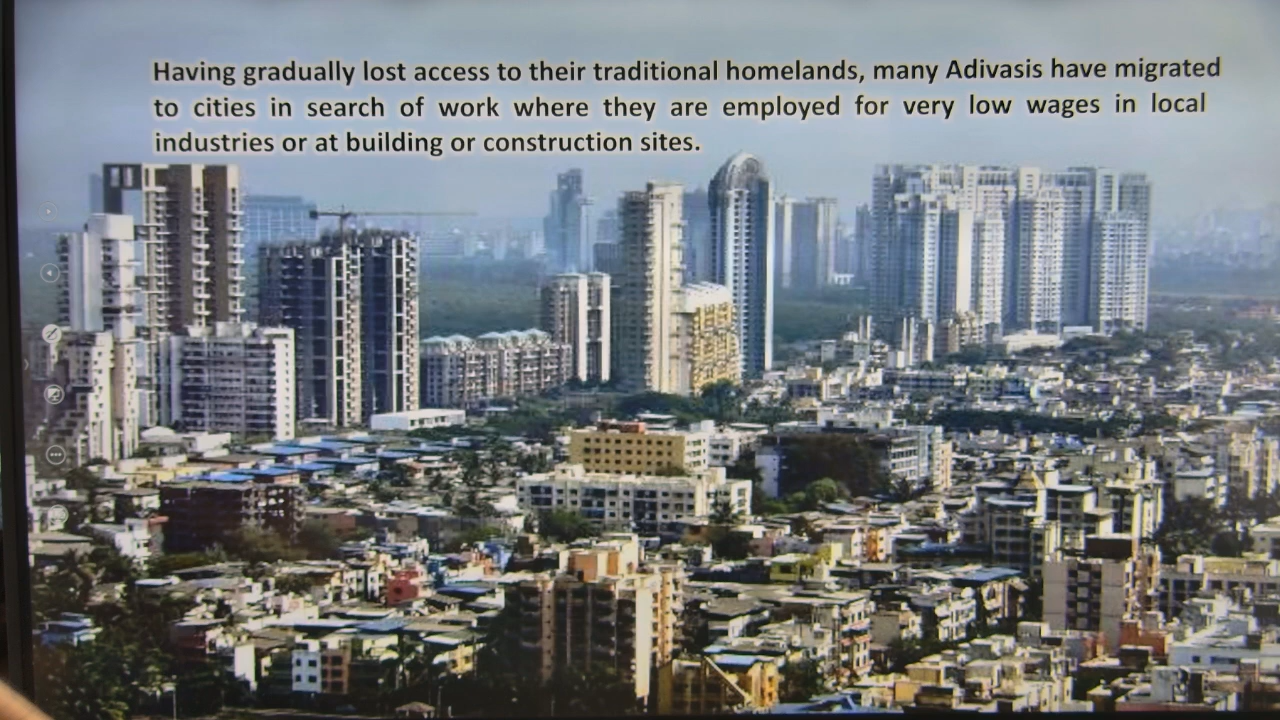 Having gradually lost access to their traditional homelands, many Adivasis have migrated
to cities in search of work where they are employed for very low wages in local
industries or at building or construction sites.